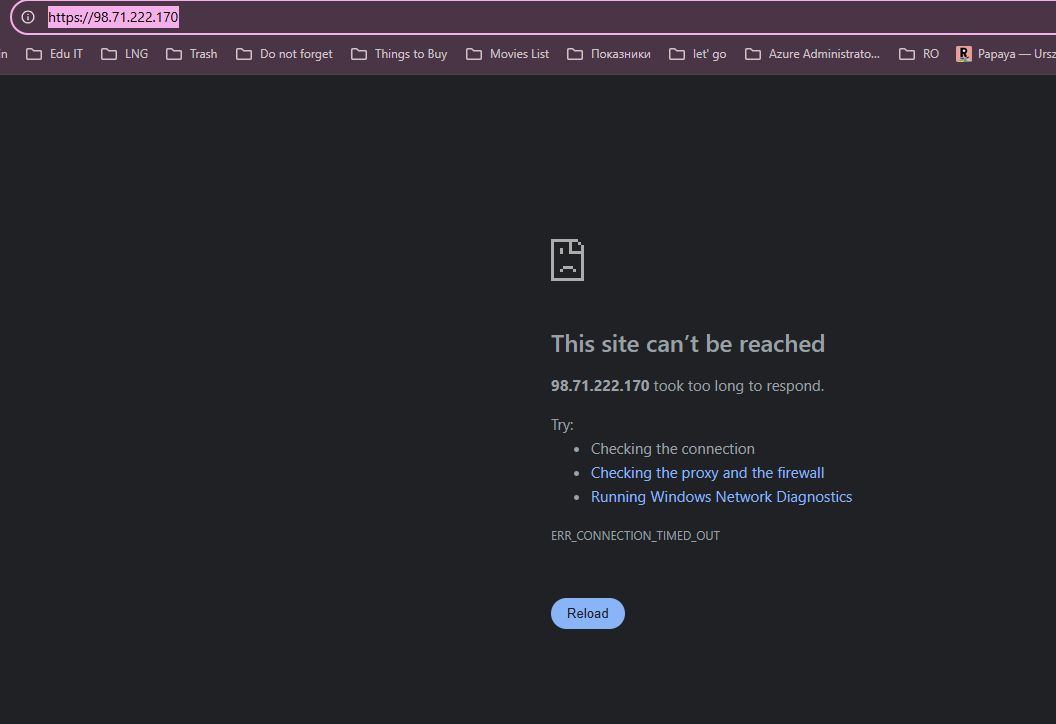 https://98.71.222.170
in Edu IT LNG Trash Do not forget Things to Buy Movies List Показники let' go Azure Administrato... RO R Papaya — Ursz
This site can't be reached
98.71.222.170 took too long to respond.
Try:
Checking the connection
Checking the proxy and the firewall
Running Windows Network Diagnostics
ERR_CONNECTION_TIMED_OUT
Reload